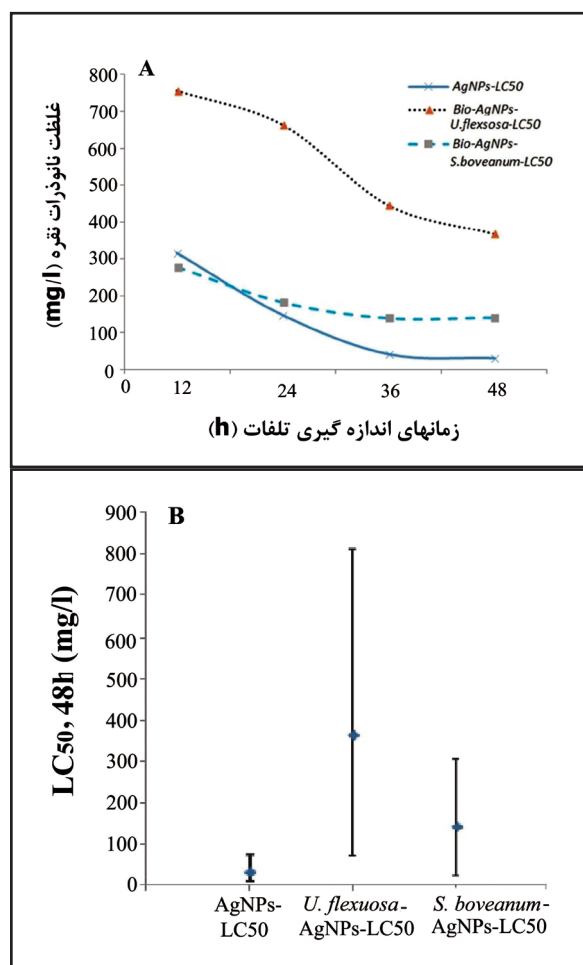 A
800
700
600
500
400
300
200
100
0
0
12
24
36
48
غلظت نانوذرات نقره (mg/l)
زمانهای اندازه گیری تلفات (h)
AgNPs-LC50
Bio-AgNPs-
U.flexsosa-LC50
Bio-AgNPs-
S.boveanum-LC50
B
900
800
700
600
500
400
300
200
100
0
LC50, 48h (mg/l)
AgNPs-
LC50
U. flexuosa-
AgNPs-LC50
S. boveanum-
AgNPs-LC50